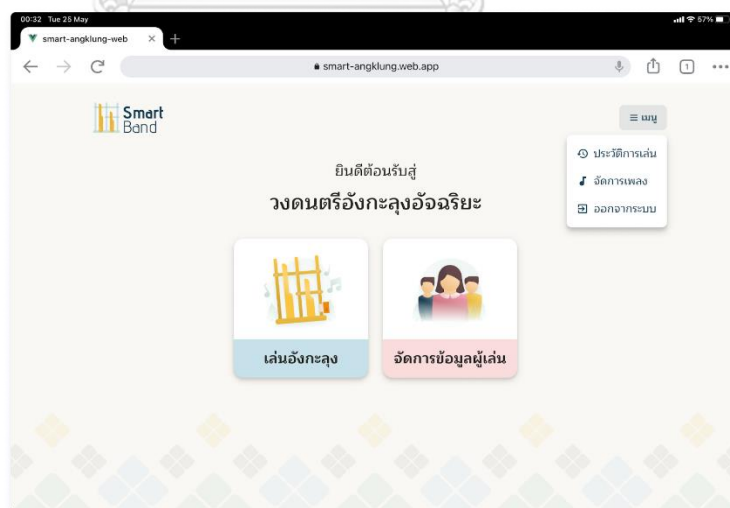 00:32 Tue 25 May
57%
smart-angklung-web
smart-angklung.web.app
1
Smart
Band
เมนู
ประวัติการเล่น
จัดการเพลง
ออกจากระบบ
ยินดีต้อนรับสู่
วงดนตรีอังกะลุงอัจฉริยะ
เล่นอังกะลุง
จัดการข้อมูลผู้เล่น